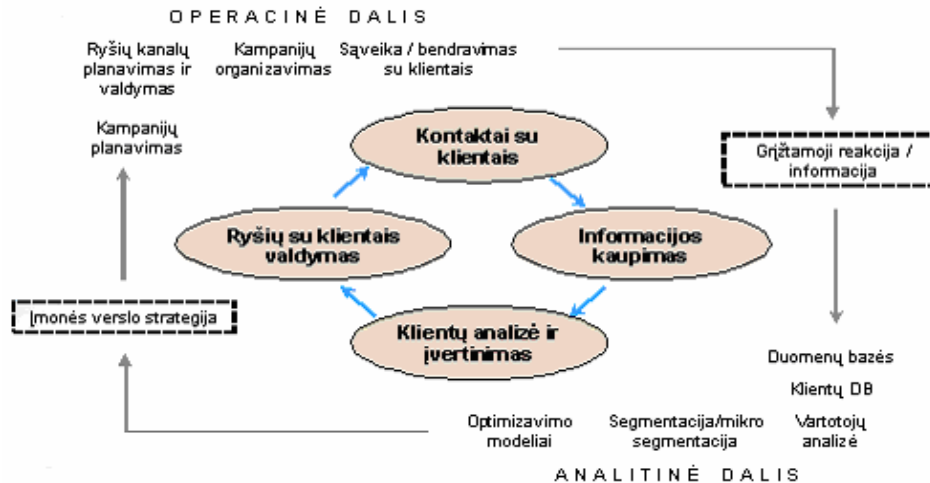 OPERACINĖ DALIS
Ryšių kanalų
planavimas ir
valdymas
Kampanijų
organizavimas
Sąveika / bendravimas
su klientais
Kampanijų
planavimas
Kontaktai su
klientais
Grįžtamoji reakcija /
informacija
Ryšių su klientais
valdymas
Informacijos
kaupimas
Įmonės verslo strategija
Klientų analizė ir
įvertinimas
Duomenų bazės
Klientų DB
Optimizavimo
modeliai
Segmentacija/mikro
segmentacija
Vartotojų
analizė
ANALITINĖ DALIS